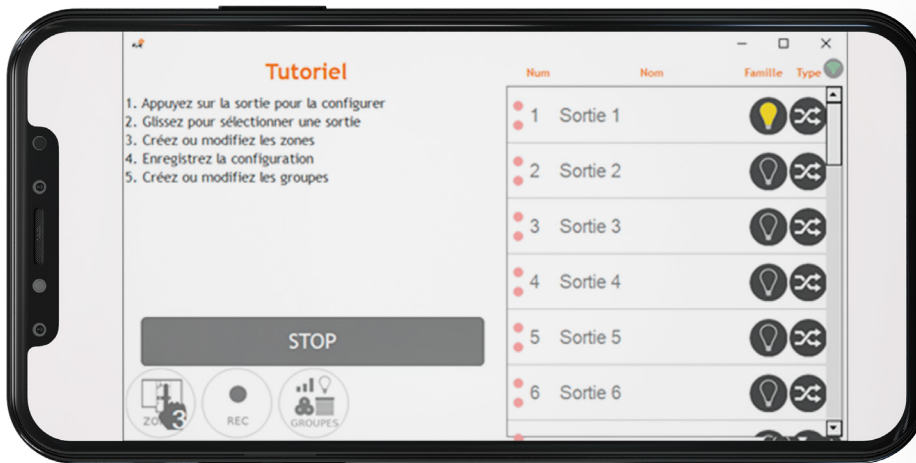 Tutoriel
1. Appuyez sur la sortie pour la configurer
2. Glissez pour sélectionner une sortie
3. Créez ou modifiez les zones
4. Enregistrez la configuration
5. Créez ou modifiez les groupes
STOP
3
REC
GROUPES
Num Nom Famille Type
1 Sortie 1
2 Sortie 2
3 Sortie 3
4 Sortie 4
5 Sortie 5
6 Sortie 6